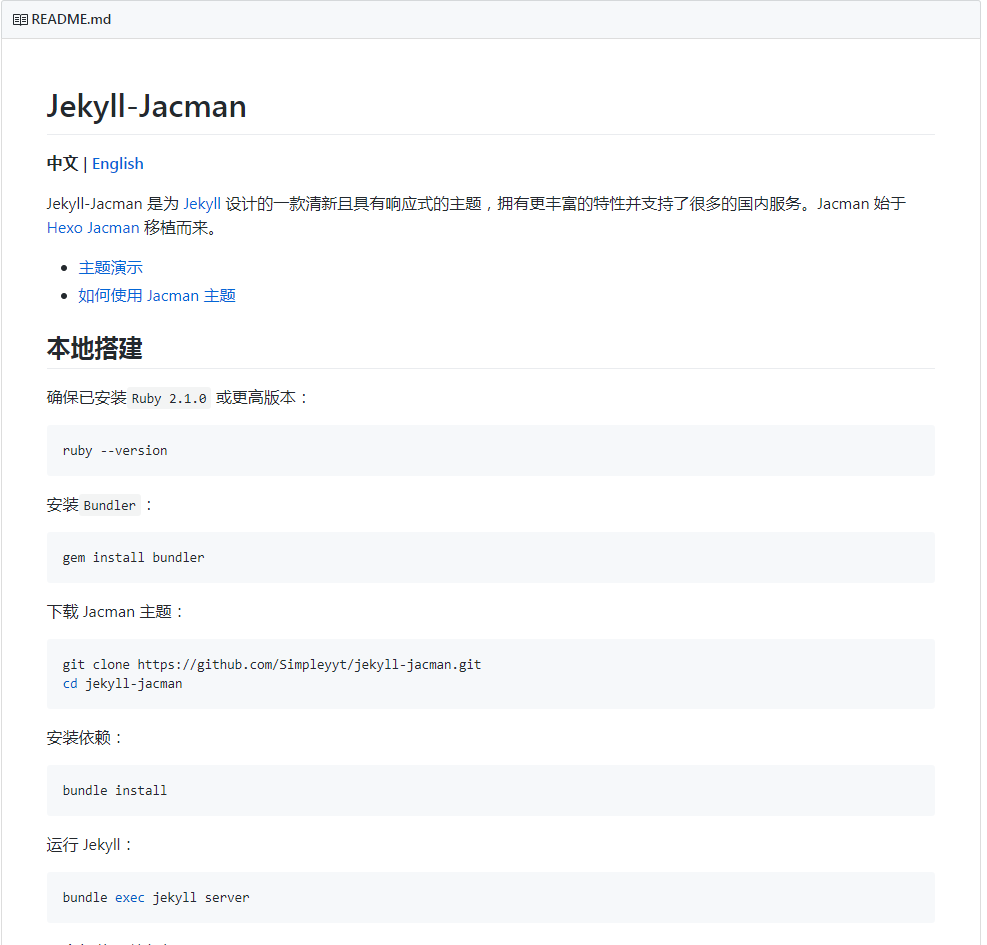 README.md
Jekyll-Jacman
中文 | English
Jekyll-Jacman 是为 Jekyll 设计的一款清新且具有响应式的主题，拥有更丰富的特性并支持了很多的国内服务。Jacman 始于
Hexo Jacman 移植而来。
主题演示
如何使用 Jacman 主题
本地搭建
确保已安装 Ruby 2.1.0 或更高版本：
ruby --version
安装 Bundler ：
gem install bundler
下载 Jacman 主题：
git clone https://github.com/Simpleyyt/jekyll-jacman.git
cd jekyll-jacman
安装依赖：
bundle install
运行 Jekyll：
bundle exec jekyll server